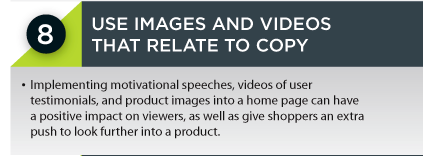 8
USE IMAGES AND VIDEOS
THAT RELATE TO COPY
• Implementing motivational speeches, videos of user
testimonials, and product images into a home page can have
a positive impact on viewers, as well as give shoppers an extra
push to look further into a product.